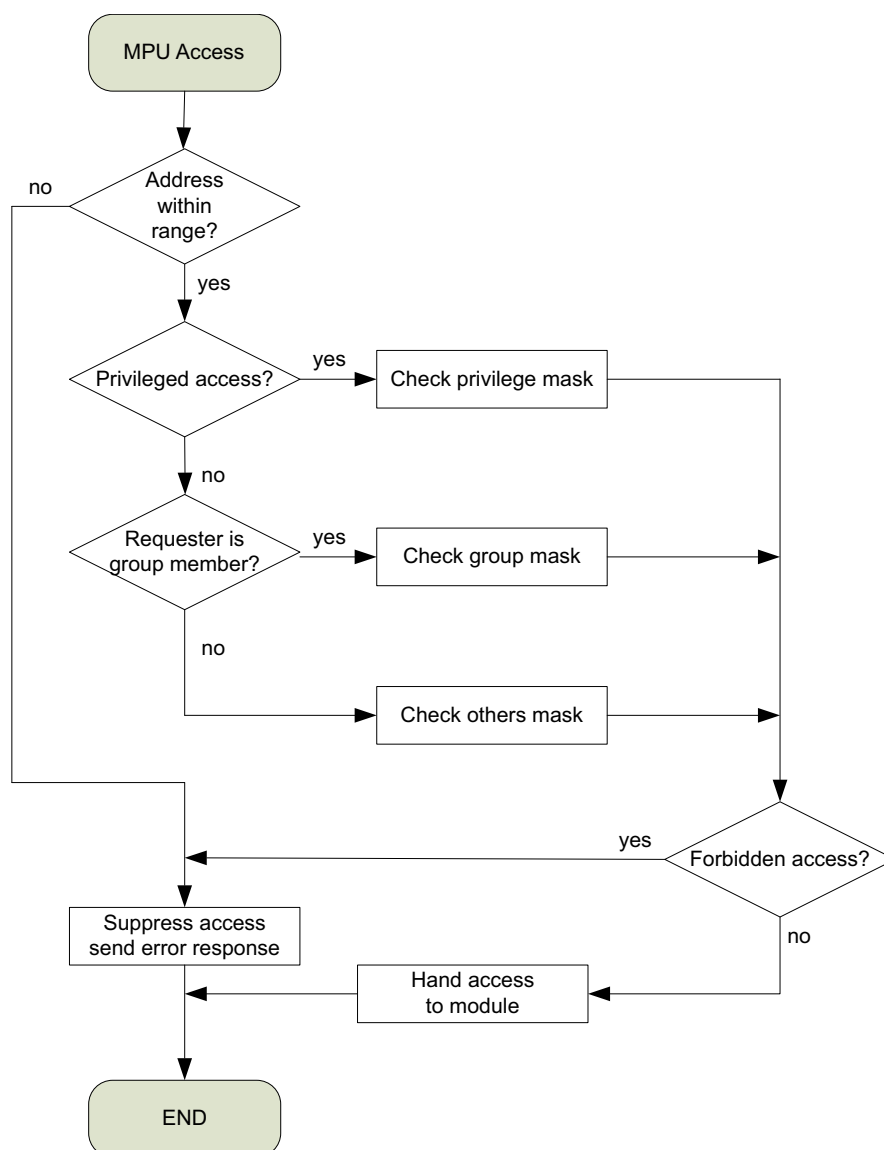 MPU Access
no
Address
within
range?
yes
Privileged access?
yes
Check privilege mask
no
Requester is
group member?
yes
Check group mask
no
Check others mask
yes
Forbidden access?
Suppress access
send error response
no
Hand access
to module
END